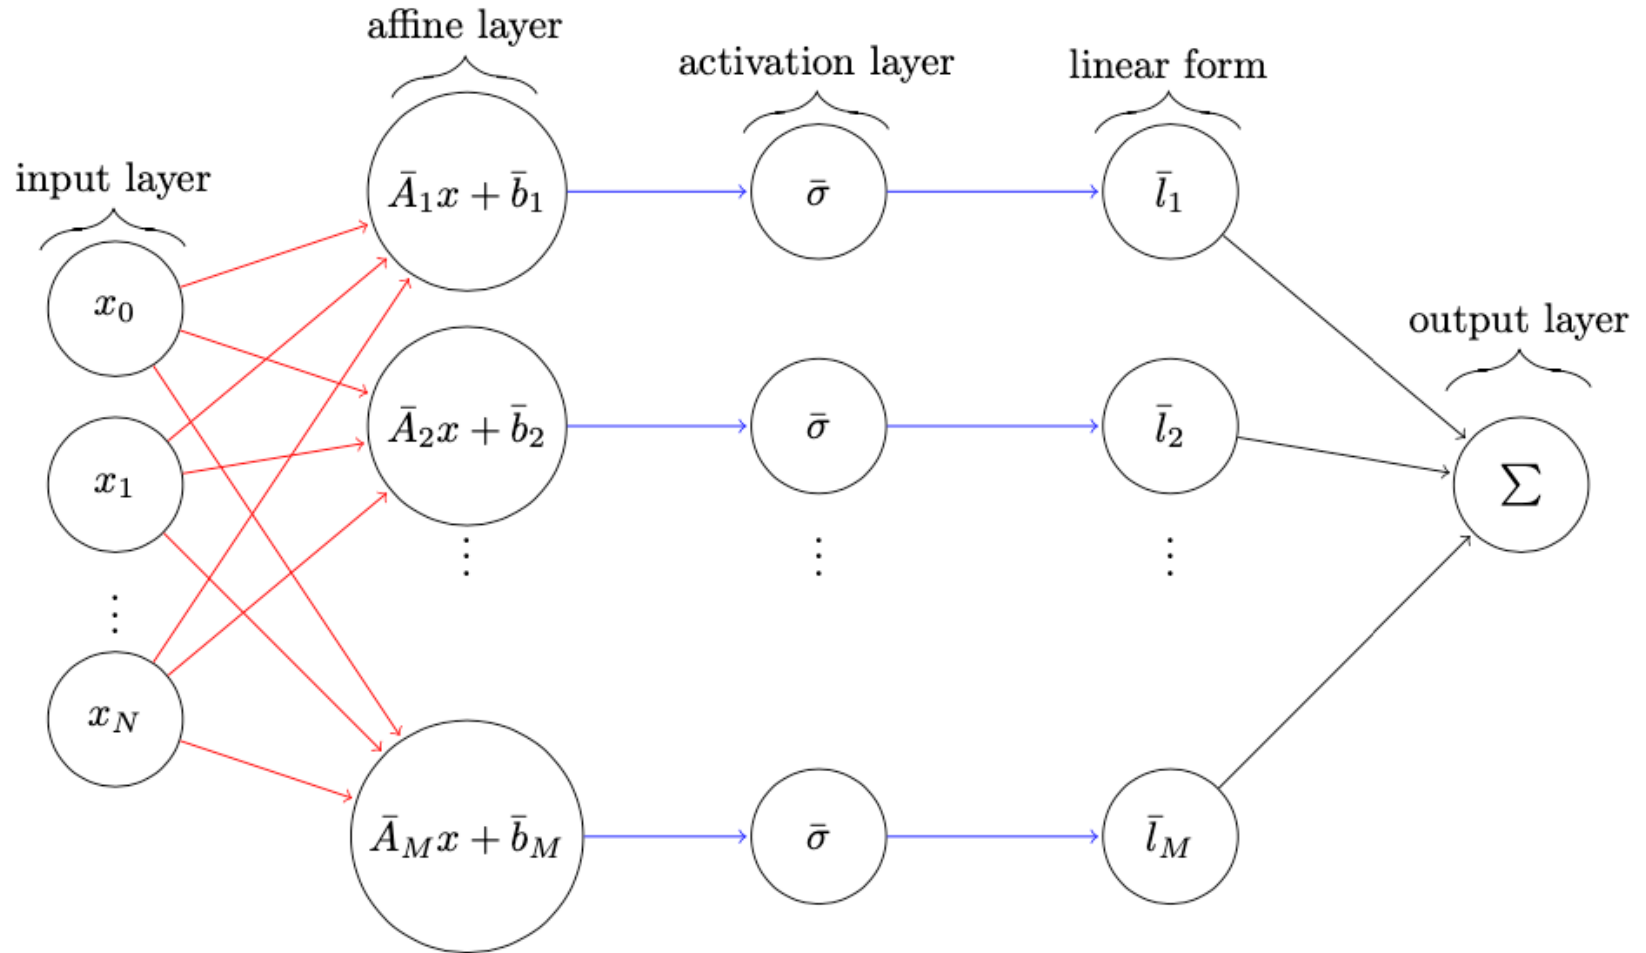 affine layer
activation layer
linear form
input layer
output layer
x₀
x₁
⋮
x_N
Ā₁x + b̄₁
Ā₂x + b̄₂
⋮
Ā_Mx + b̄_M
σ̄
σ̄
⋮
σ̄
l̄₁
l̄₂
⋮
l̄_M
∑